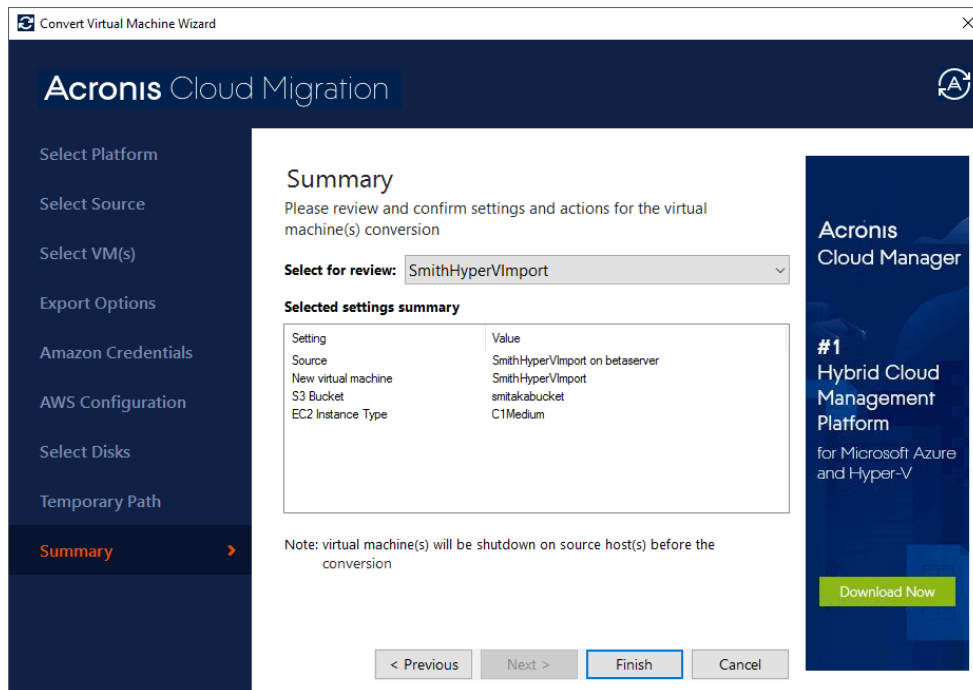 Convert Virtual Machine Wizard
Acronis Cloud Migration
Select Platform
Select Source
Select VM(s)
Export Options
Amazon Credentials
AWS Configuration
Select Disks
Temporary Path
Summary
Summary
Please review and confirm settings and actions for the virtual
machine(s) conversion
Select for review: SmithHyperVImport
Selected settings summary
Setting Value
Source SmithHyperVImport on betaserver
New virtual machine SmithHyperVImport
S3 Bucket smitakabucket
EC2 Instance Type C1Medium
Note: virtual machine(s) will be shutdown on source host(s) before the
conversion
< Previous Next > Finish Cancel
Acronis
Cloud Manager
#1
Hybrid Cloud
Management
Platform
for Microsoft Azure
and Hyper-V
Download Now